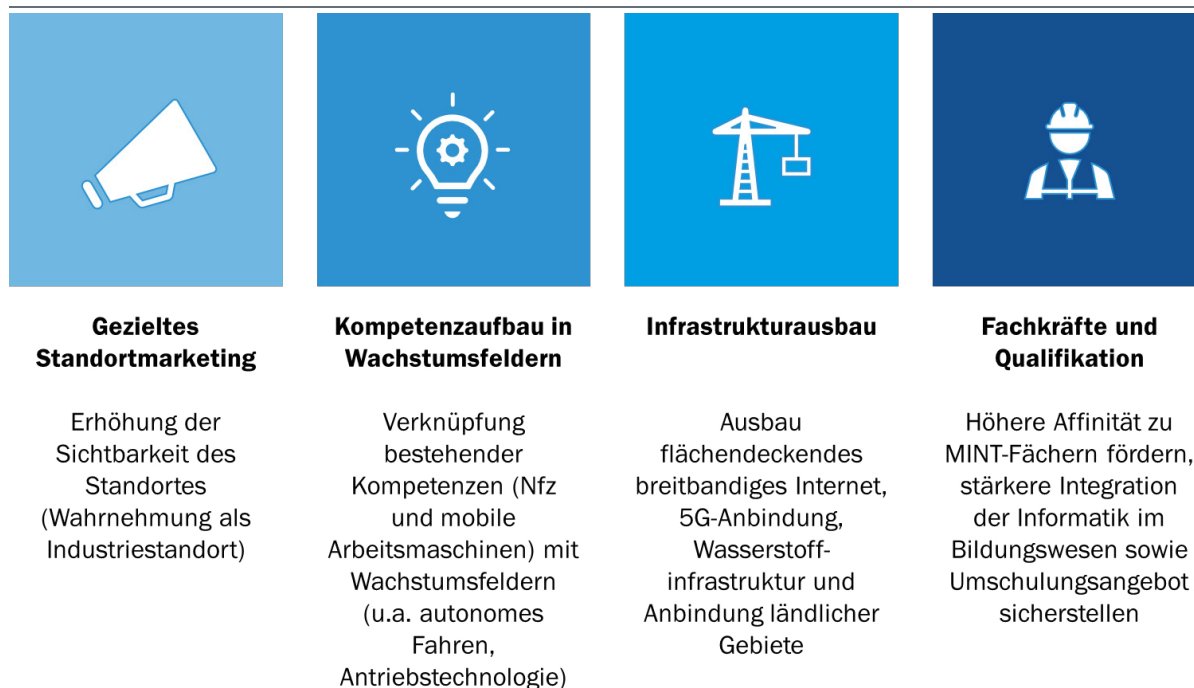 Gezieltes
Standortmarketing
Erhöhung der
Sichtbarkeit des
Standortes
(Wahrnehmung als
Industriestandort)
Kompetenzaufbau in
Wachstumsfeldern
Verknüpfung
bestehender
Kompetenzen (Nfz
und mobile
Arbeitsmaschinen) mit
Wachstumsfeldern
(u.a. autonomes
Fahren,
Antriebstechnologie)
Infrastrukturausbau
Ausbau
flächendeckendes
breitbandiges Internet,
5G-Anbindung,
Wasserstoff-
infrastruktur und
Anbindung ländlicher
Gebiete
Fachkräfte und
Qualifikation
Höhere Affinität zu
MINT-Fächern fördern,
stärkere Integration
der Informatik im
Bildungswesen sowie
Umschulungsangebot
sicherstellen